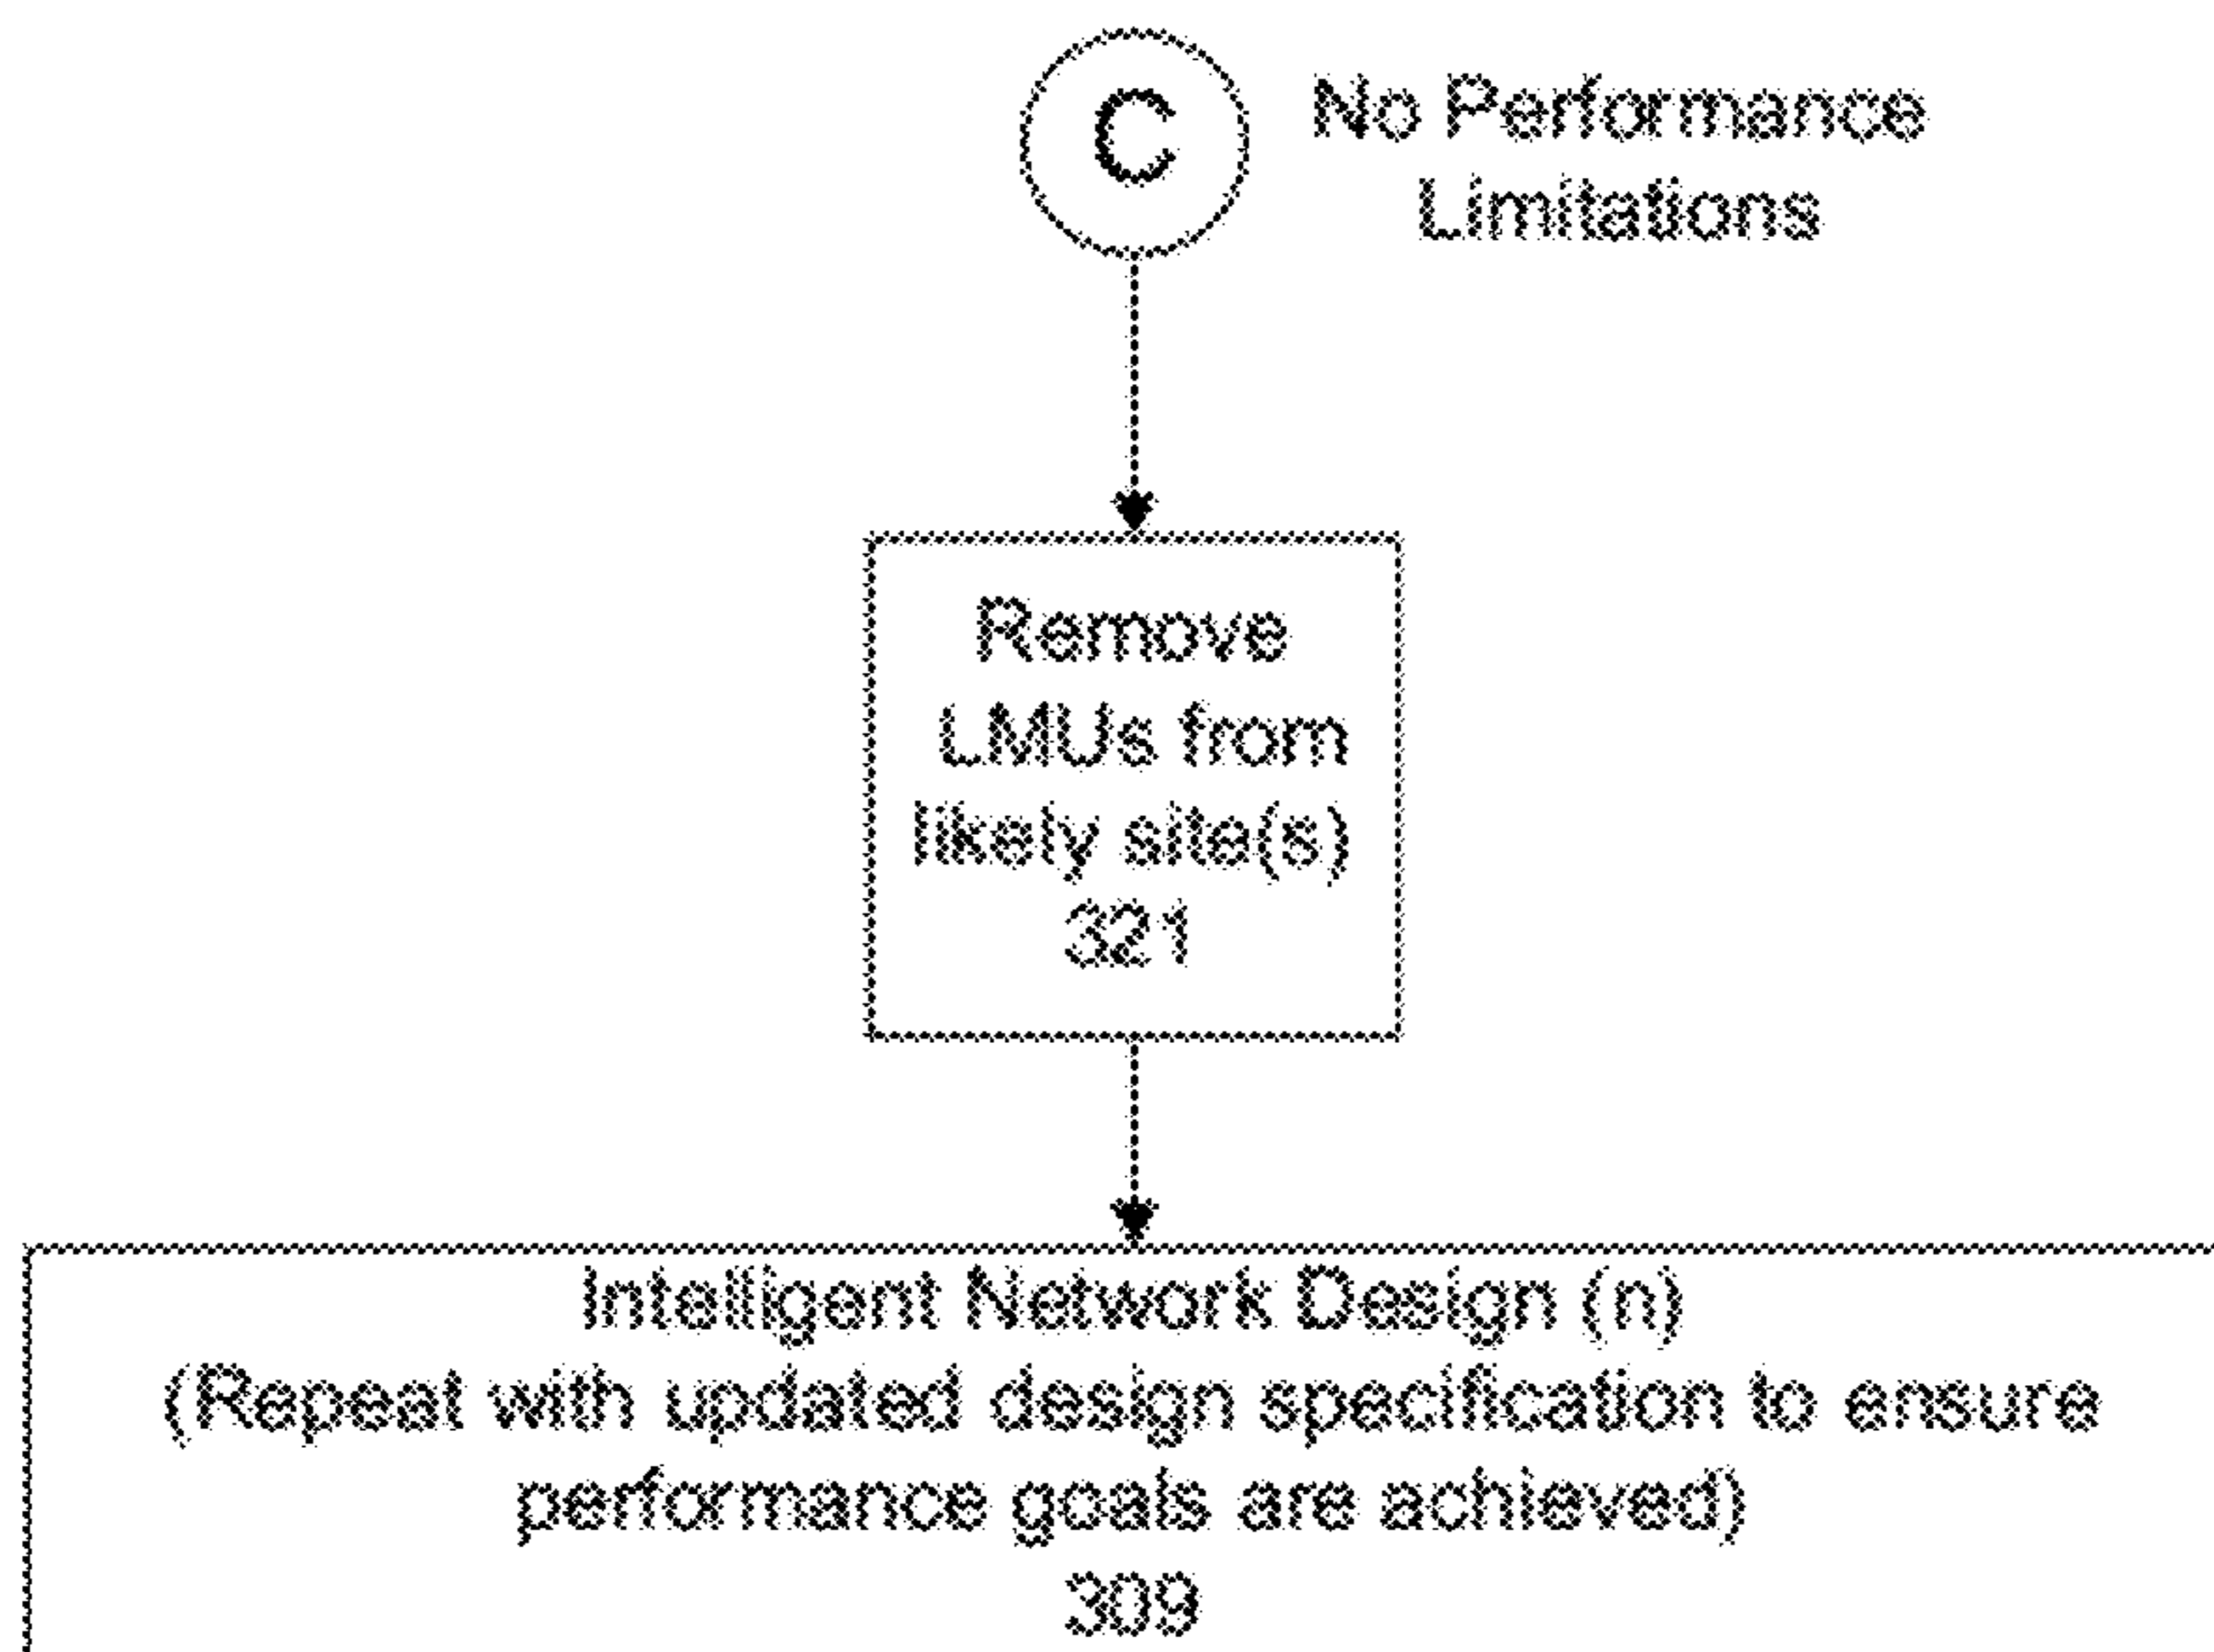 C
No Performance
Limitations
Remove
LMUs from
likely site(s)
321
Intelligent Network Design (n)
(Repeat with updated design specification to ensure
performance goals are achieved)
309